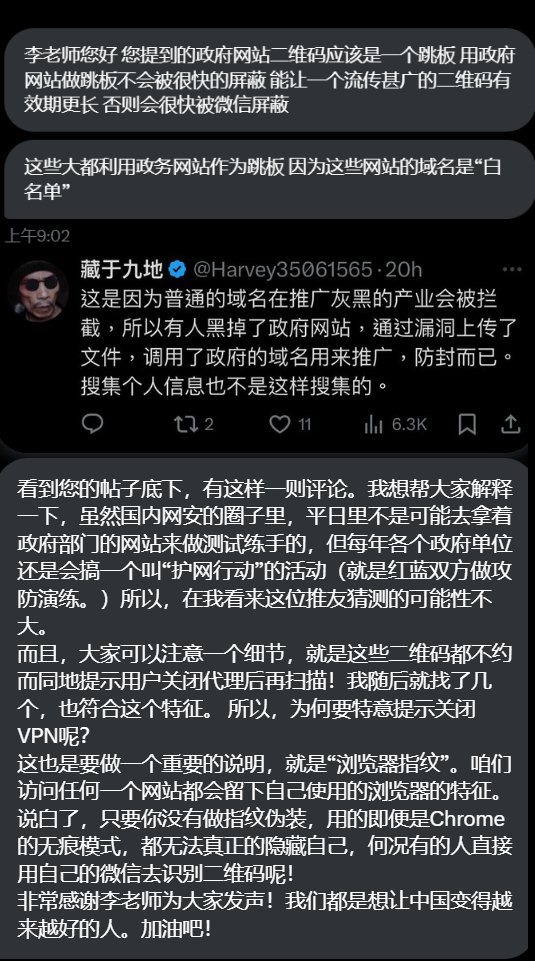 李老师您好 您提到的政府网站二维码应该是一个跳板 用政府
网站做跳板不会被很快的屏蔽 能让一个流传甚广的二维码有
效期更长 否则会很快被微信屏蔽
这些大都利用政务网站作为跳板 因为这些网站的域名是“白
名单”
上午9:02
藏于九地 @Harvey35061565 · 20h
这是因为普通的域名在推广灰黑的产业会被拦
截，所以有人黑掉了政府网站，通过漏洞上传了
文件，调用了政府的域名用来推广，防封而已。
搜集个人信息也不是这样搜集的。
2 11 6.3K
看到您的帖子底下，有这样一则评论。我想帮大家解释
一下，虽然国内网安的圈子里，平日里不是可能去拿着
政府部门的网站来做测试练手的，但每年各个政府单位
还是会搞一个叫“护网行动”的活动（就是红蓝双方做攻
防演练。）所以，在我看来这位推友猜测的可能性不
大。
而且，大家可以注意一个细节，就是这些二维码都不约
而同地提示用户关闭代理后再扫描！我随后就找了几
个，也符合这个特征。 所以，为何要特意提示关闭
VPN呢？
这也是要做一个重要的说明，就是“浏览器指纹”。咱们
访问任何一个网站都会留下自己使用的浏览器的特征。
说白了，只要你没有做指纹伪装，用的即便是Chrome
的无痕模式，都无法真正的隐藏自己，何况有的人直接
用自己的微信去识别二维码呢！
非常感谢李老师为大家发声！我们都是想让中国变得越
来越好的人。加油吧！